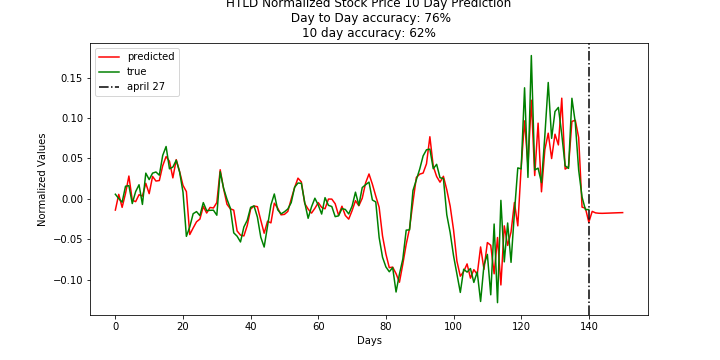 HTLD Normalized Stock Price 10 Day Prediction
Day to Day accuracy: 76%
10 day accuracy: 62%
predicted
true
april 27
Normalized Values
0.15
0.10
0.05
0.00
−0.05
−0.10
0 20 40 60 80 100 120 140
Days